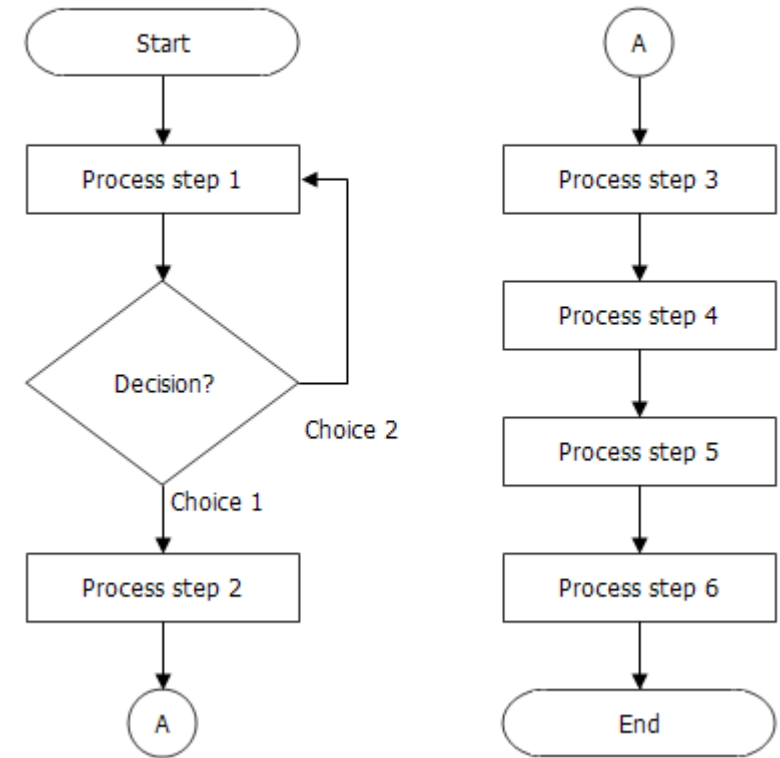 Start
Process step 1
Decision?
Choice 2
Choice 1
Process step 2
A
A
Process step 3
Process step 4
Process step 5
Process step 6
End